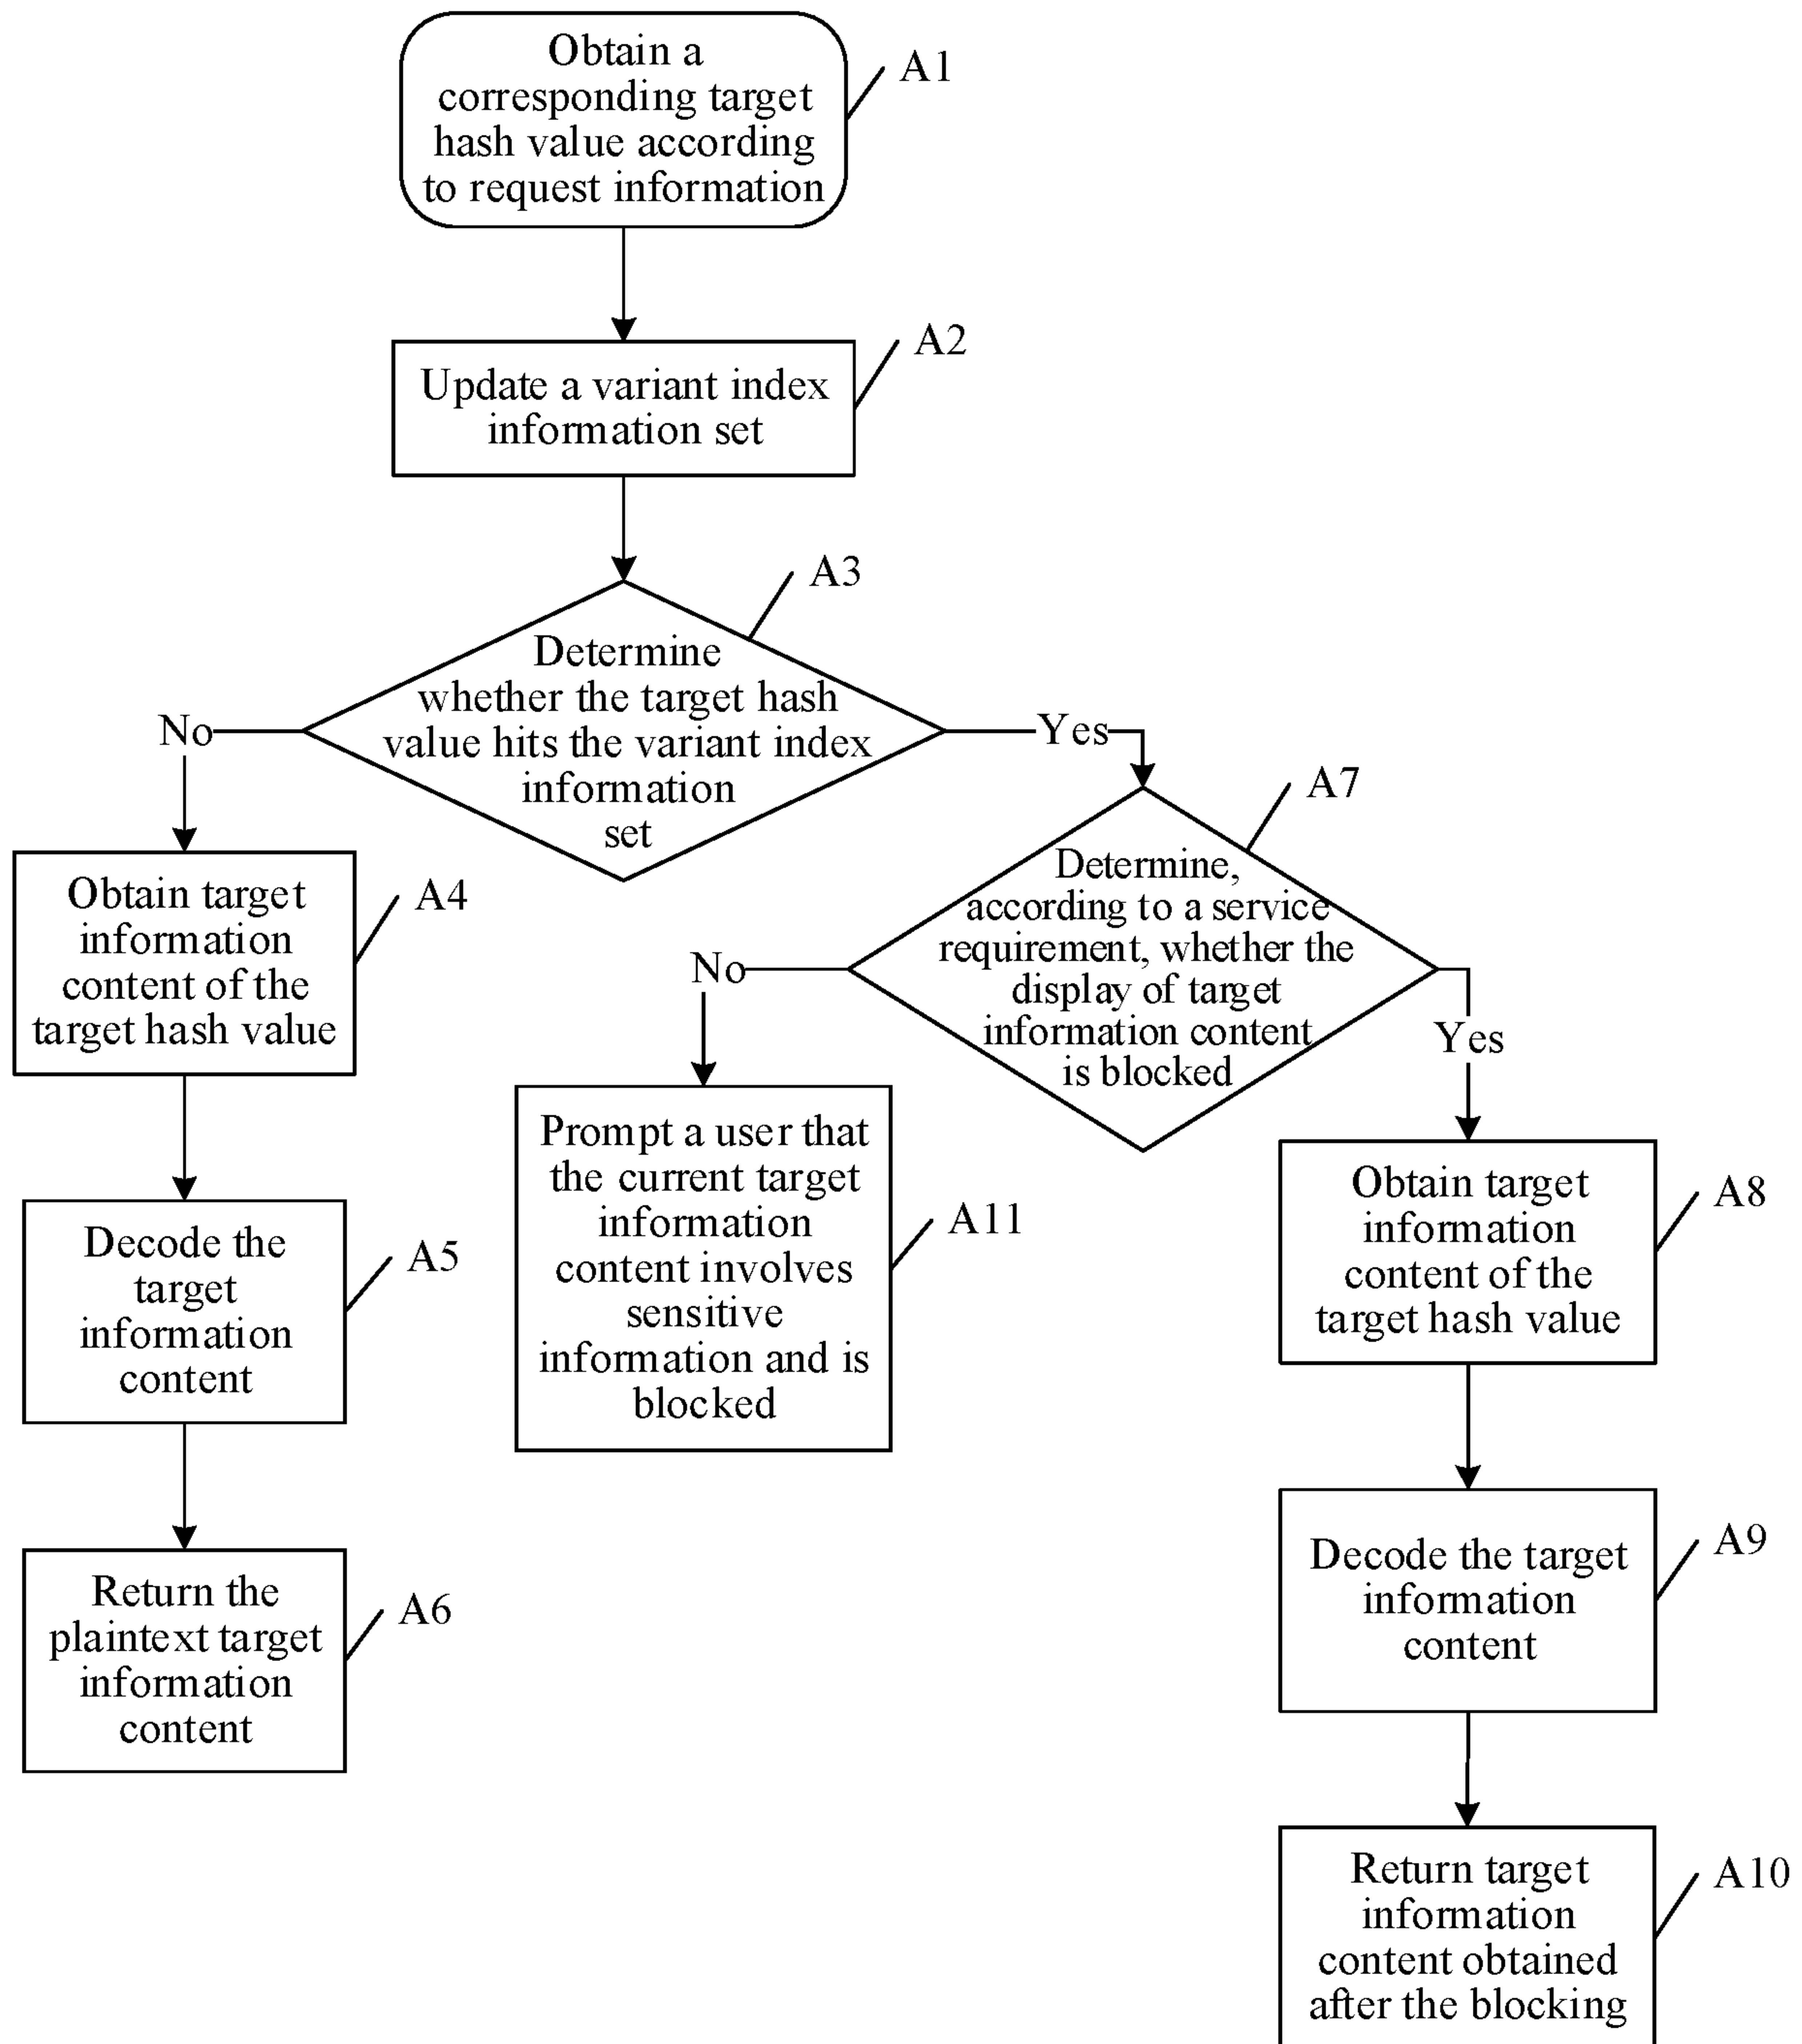 Obtain a
corresponding target
hash value according
to request information
A1
Update a variant index
information set
A2
Determine
whether the target hash
value hits the variant index
information
set
A3
No
Yes
Obtain target
information
content of the
target hash value
A4
Decode the
target
information
content
A5
Return the
plaintext target
information
content
A6
Determine,
according to a service
requirement, whether the
display of target
information content
is blocked
A7
No
Yes
Prompt a user that
the current target
information
content involves
sensitive
information and is
blocked
A11
Obtain target
information
content of the
target hash value
A8
Decode the target
information
content
A9
Return target
information
content obtained
after the blocking
A10